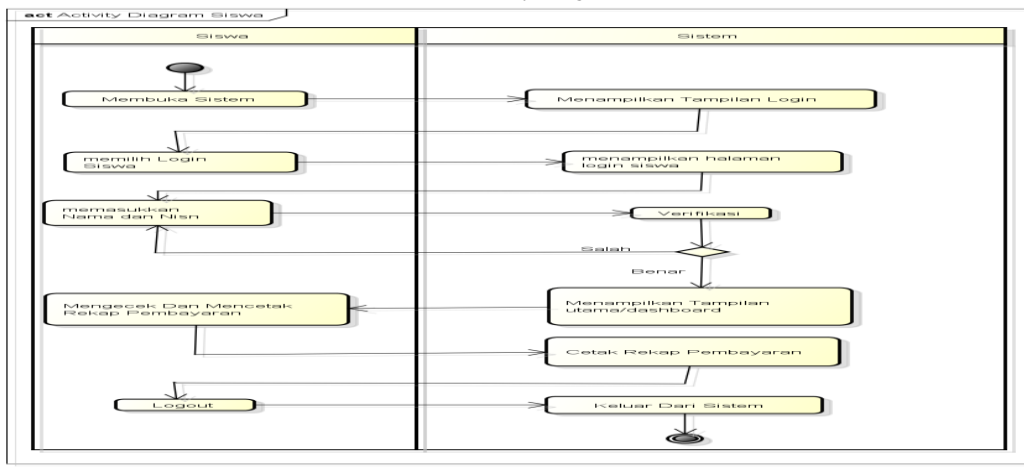 act Activity Diagram Siswa
Siswa
Sistem
Membuka Sistem
Menampilkan Tampilan Login
memilih Login
Siswa
menampilkan halaman
login siswa
memasukkan
Nama dan Nisn
Verifikasi
Salah
Benar
Mengecek Dan Mencetak
Rekap Pembayaran
Menampilkan Tampilan
utama/dashboard
Cetak Rekap Pembayaran
Logout
Keluar Dari Sistem